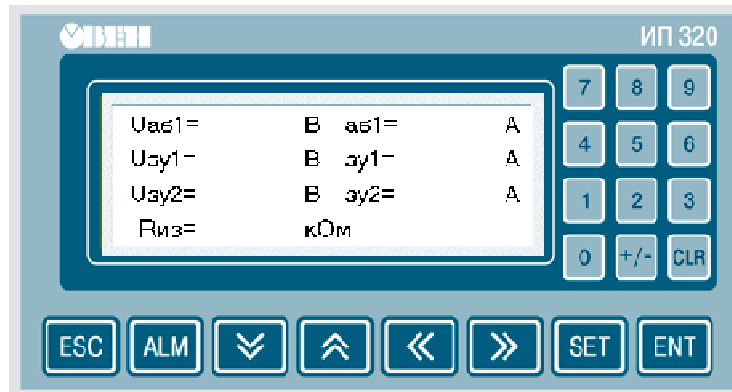 ОВЕН
ИП 320
Uаб1= В аб1= А
Uзу1= В зу1= А
Uзу2= В зу2= А
Rиз= кОм
7 8 9
4 5 6
1 2 3
0 +/- CLR
ESC ALM SET ENT